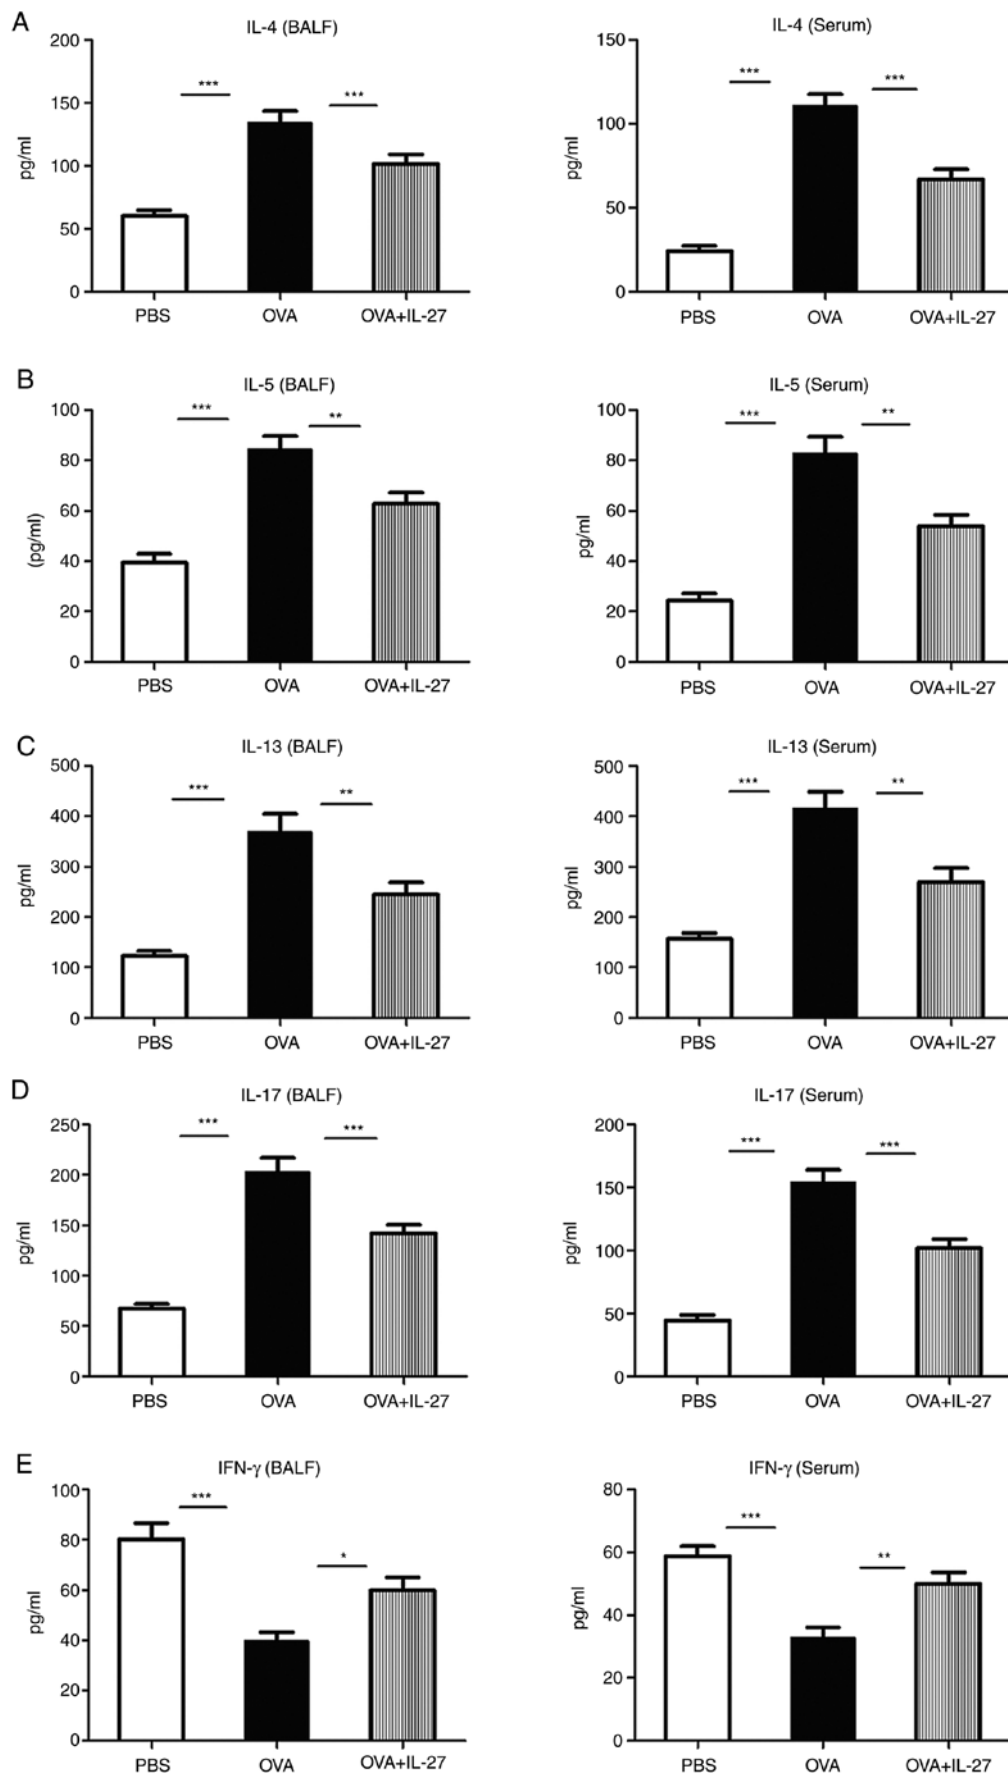 A
IL-4 (BALF)
200
150
100
50
0
pg/ml
***
***
PBS
OVA
OVA+IL-27
IL-4 (Serum)
150
100
50
0
pg/ml
***
***
PBS
OVA
OVA+IL-27
B
IL-5 (BALF)
100
80
60
40
20
0
(pg/ml)
***
**
PBS
OVA
OVA+IL-27
IL-5 (Serum)
100
80
60
40
20
0
pg/ml
***
**
PBS
OVA
OVA+IL-27
C
IL-13 (BALF)
500
400
300
200
100
0
pg/ml
***
**
PBS
OVA
OVA+IL-27
IL-13 (Serum)
500
400
300
200
100
0
pg/ml
***
**
PBS
OVA
OVA+IL-27
D
IL-17 (BALF)
250
200
150
100
50
0
pg/ml
***
***
PBS
OVA
OVA+IL-27
IL-17 (Serum)
200
150
100
50
0
pg/ml
***
***
PBS
OVA
OVA+IL-27
E
IFN-γ (BALF)
100
80
60
40
20
0
pg/ml
***
*
PBS
OVA
OVA+IL-27
IFN-γ (Serum)
80
60
40
20
0
pg/ml
***
**
PBS
OVA
OVA+IL-27